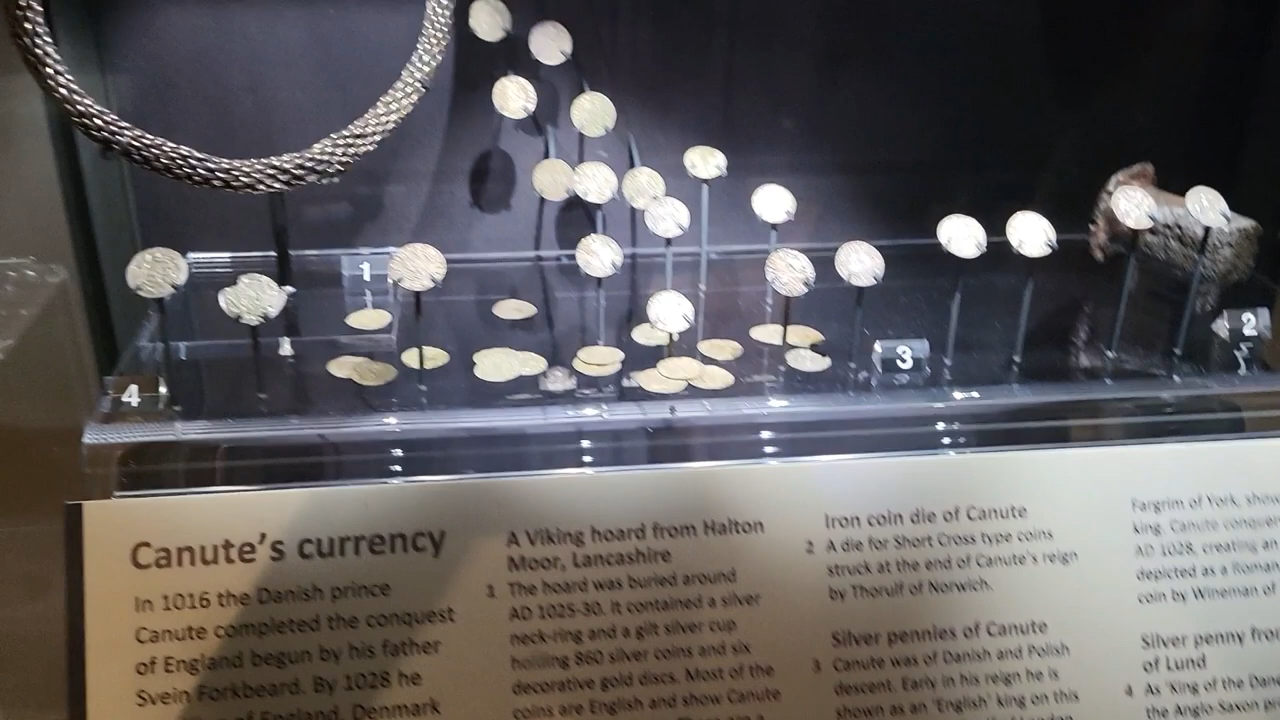 1
2
3
4
Canute's currency
In 1016 the Danish prince
Canute completed the conquest
of England begun by his father
Svein Forkbeard. By 1028 he
of England, Denmark
A Viking hoard from Halton
Moor, Lancashire
1 The hoard was buried around
AD 1025-30. It contained a silver
neck-ring and a gilt silver cup
holding 860 silver coins and six
decorative gold discs. Most of the
coins are English and show Canute
Iron coin die of Canute
2 A die for Short Cross type coins
struck at the end of Canute's reign
by Thorulf of Norwich.
Silver pennies of Canute
3 Canute was of Danish and Polish
descent. Early in his reign he is
shown as an 'English' king on this
Fargrim of York, show
king. Canute conque
AD 1028, creating an
depicted as a Roman
coin by Wineman of
Silver penny fro
of Lund
4 As 'King of the Dan
the Anglo-Saxon